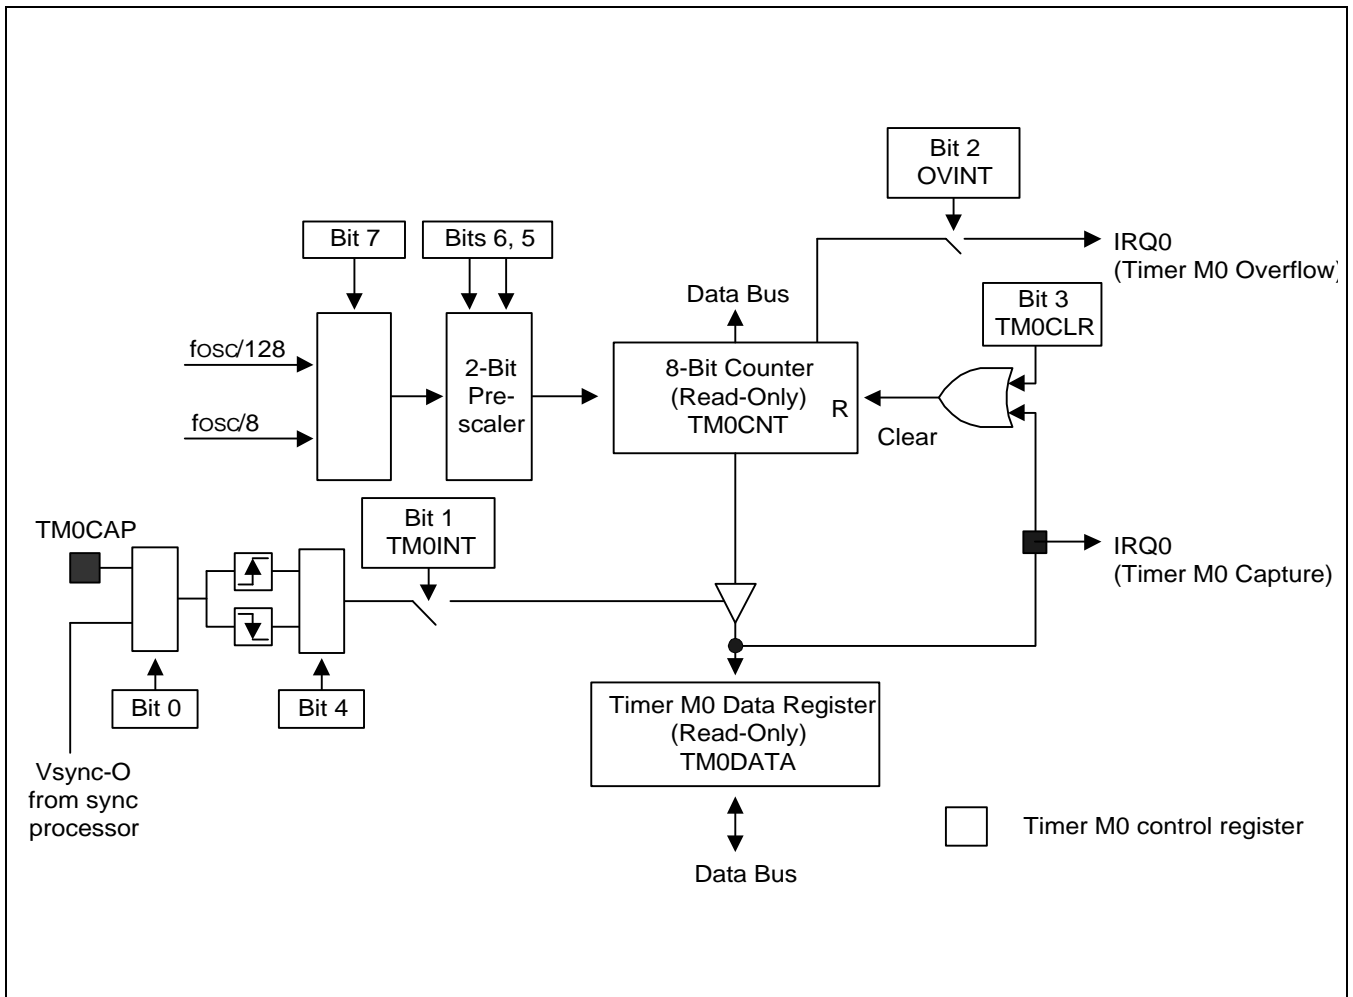 Bit 2
OVINT
Bit 7
Bits 6, 5
IRQ0
(Timer M0 Overflow)
Data Bus
Bit 3
TM0CLR
fosc/128
fosc/8
2-Bit
Pre-
scaler
8-Bit Counter
(Read-Only)
TM0CNT
R
Clear
Bit 1
TM0INT
TM0CAP
IRQ0
(Timer M0 Capture)
Bit 0
Bit 4
Timer M0 Data Register
(Read-Only)
TM0DATA
Vsync-O
from sync
processor
Timer M0 control register
Data Bus